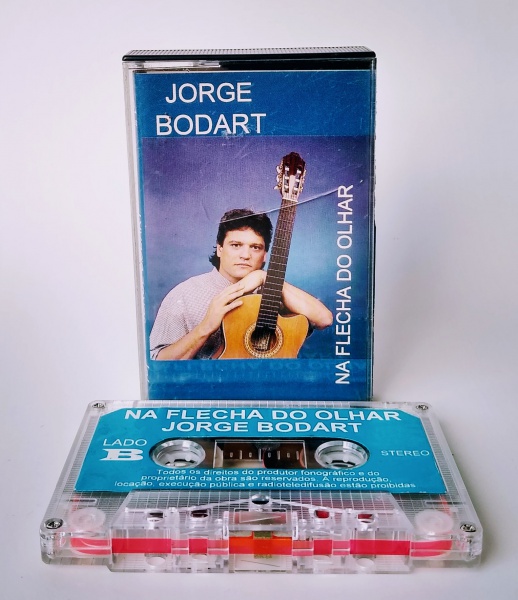 JORGE
BODART
NA FLECHA DO OLHAR
NA FLECHA DO OLHAR
JORGE BODART
LADO
B
STEREO
Todos os direitos do produtor fonográfico e do
proprietário da obra são reservados. A reprodução,
locação, execução pública e radioteledifusão estão proibidas